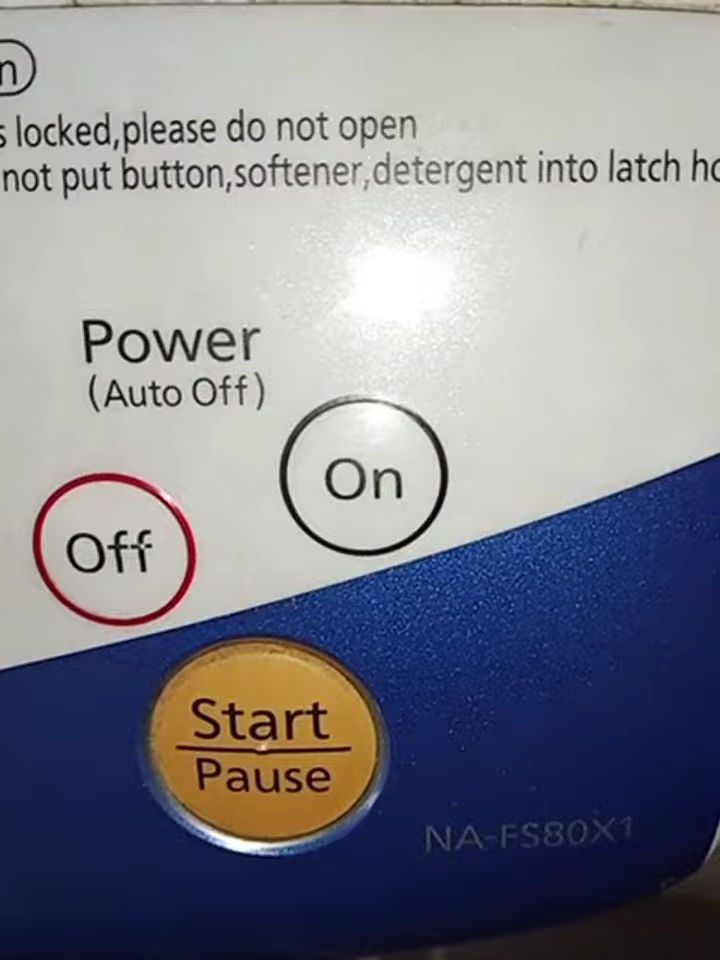 s locked,please do not open
not put button,softener,detergent into latch
Power
(Auto Off)
On
Off
Start
Pause
NA-FS80X1